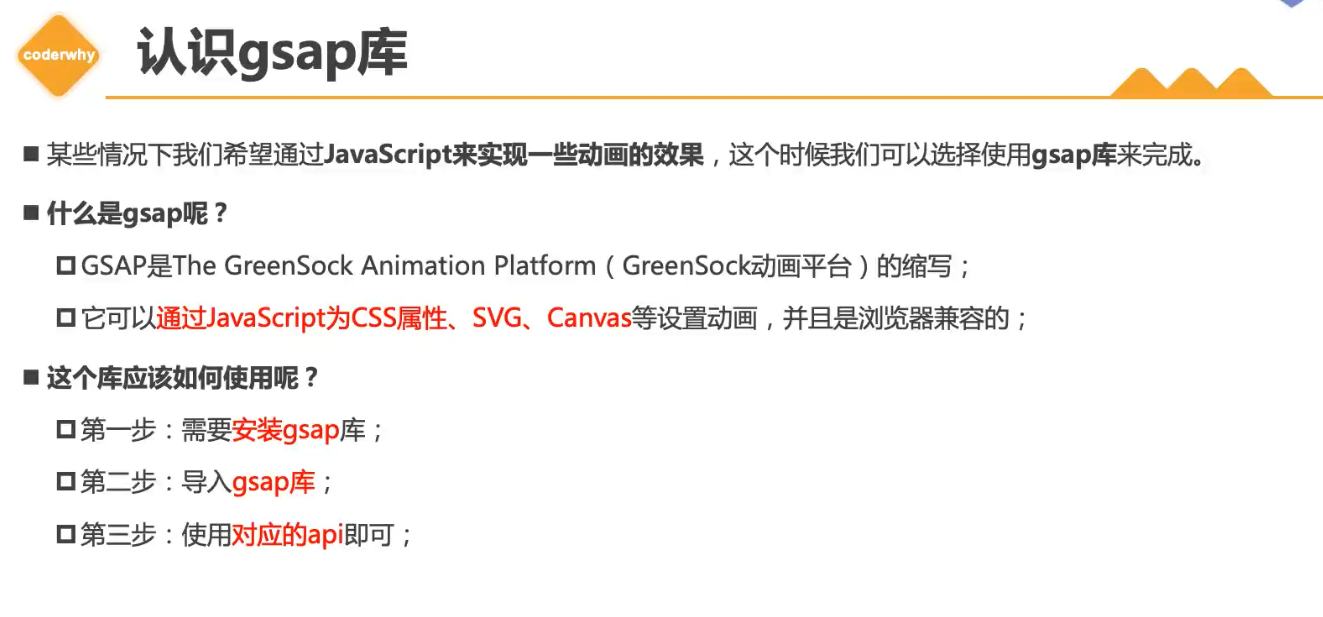 coderwhy
认识gsap库
■ 某些情况下我们希望通过JavaScript来实现一些动画的效果，这个时候我们可以选择使用gsap库来完成。
■ 什么是gsap呢？
GSAP是The GreenSock Animation Platform（GreenSock动画平台）的缩写；
它可以通过JavaScript为CSS属性、SVG、Canvas等设置动画，并且是浏览器兼容的；
■ 这个库应该如何使用呢？
第一步：需要安装gsap库；
第二步：导入gsap库；
第三步：使用对应的api即可；